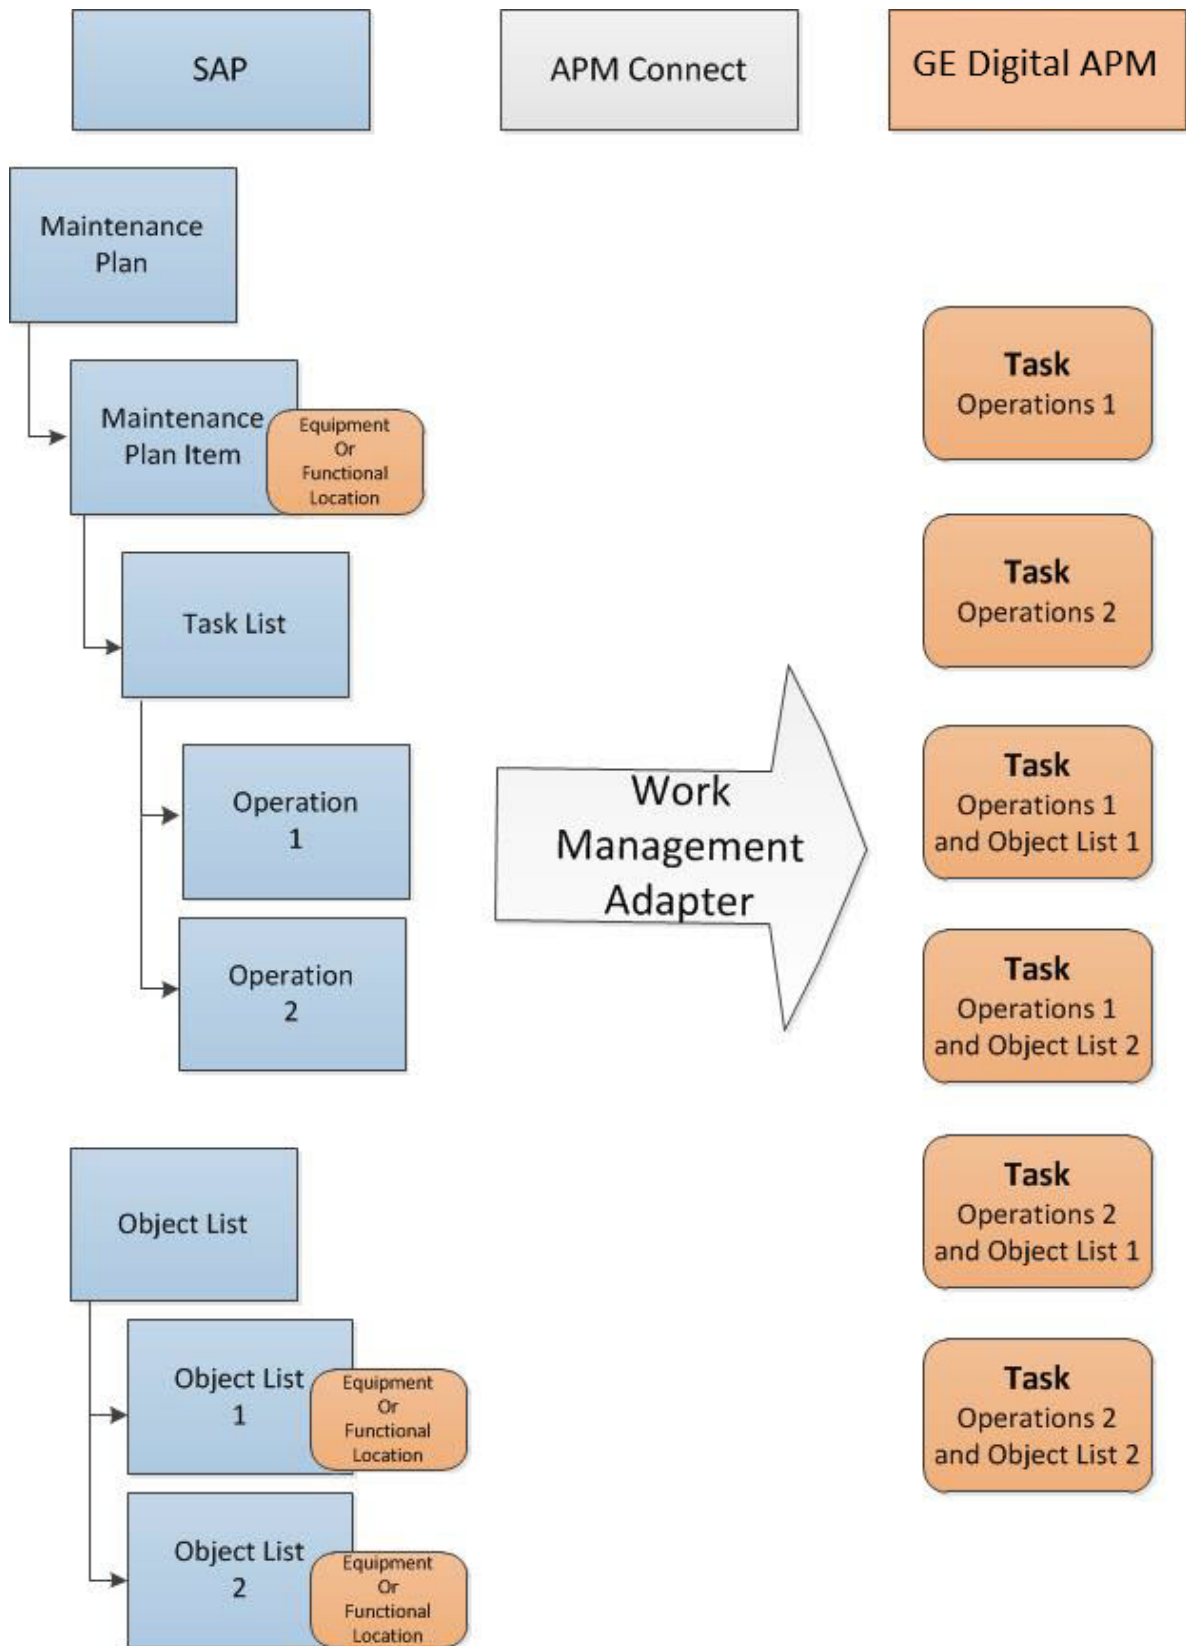 SAP
APM Connect
GE Digital APM
Maintenance
Plan
Maintenance
Plan Item
Equipment
Or
Functional
Location
Task List
Operation
1
Operation
2
Object List
Object List
1
Equipment
Or
Functional
Location
Object List
2
Equipment
Or
Functional
Location
Work
Management
Adapter
Task
Operations 1
Task
Operations 2
Task
Operations 1
and Object List 1
Task
Operations 1
and Object List 2
Task
Operations 2
and Object List 1
Task
Operations 2
and Object List 2